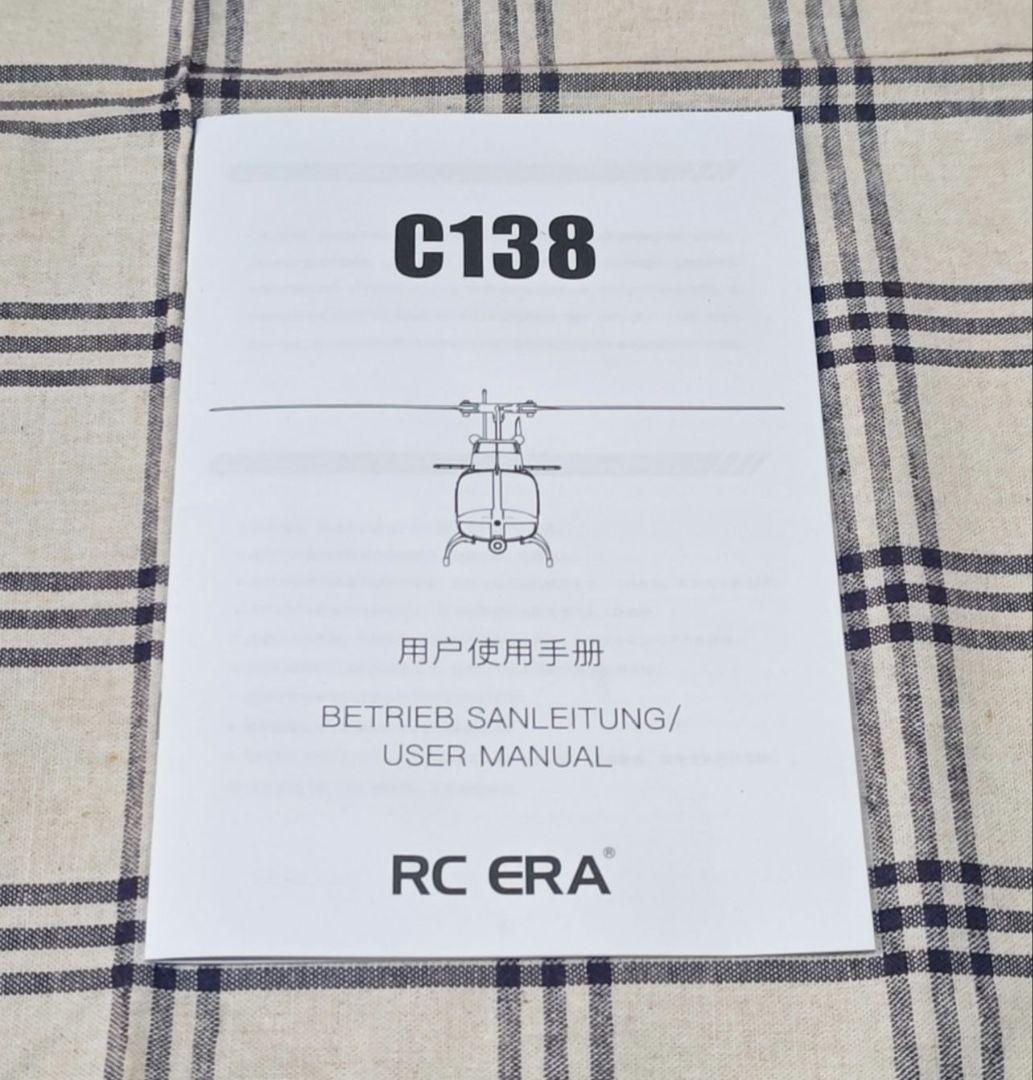 C138
用户使用手册
BETRIEB SANLEITUNG/
USER MANUAL
RC ERA®